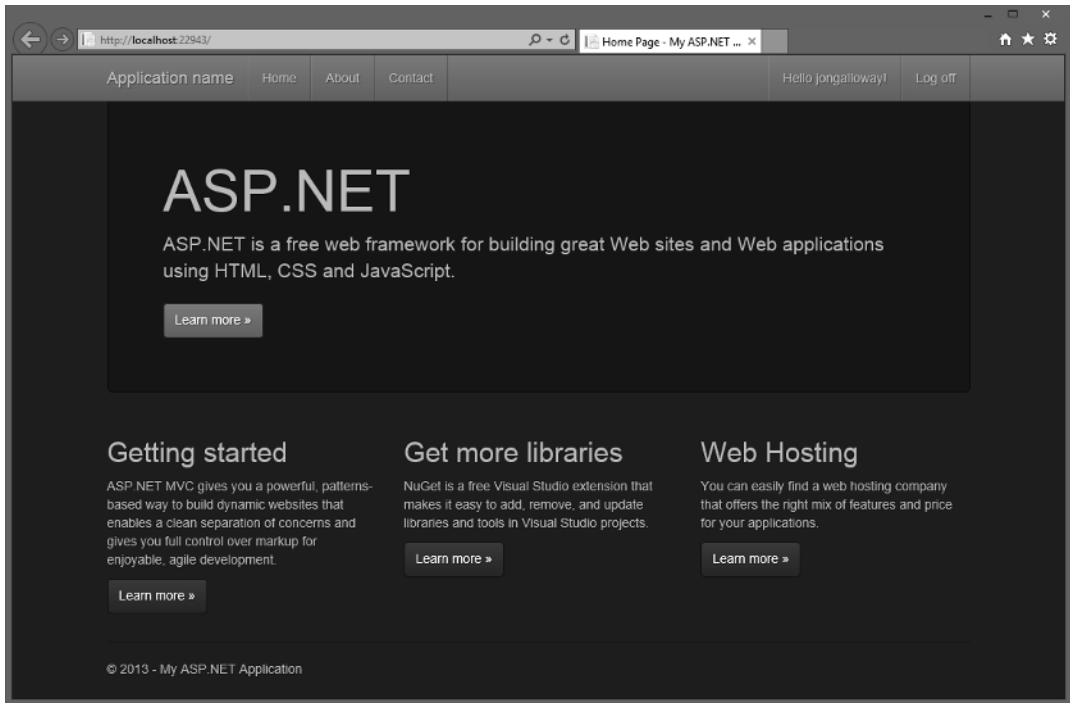 http://localhost:22943/
Home Page - My ASP.NET ...
Application name
Home
About
Contact
Hello jongalloway!
Log off
ASP.NET
ASP.NET is a free web framework for building great Web sites and Web applications
using HTML, CSS and JavaScript.
Learn more »
Getting started
ASP.NET MVC gives you a powerful, patterns-
based way to build dynamic websites that
enables a clean separation of concerns and
gives you full control over markup for
enjoyable, agile development.
Learn more »
Get more libraries
NuGet is a free Visual Studio extension that
makes it easy to add, remove, and update
libraries and tools in Visual Studio projects.
Learn more »
Web Hosting
You can easily find a web hosting company
that offers the right mix of features and price
for your applications.
Learn more »
© 2013 - My ASP.NET Application